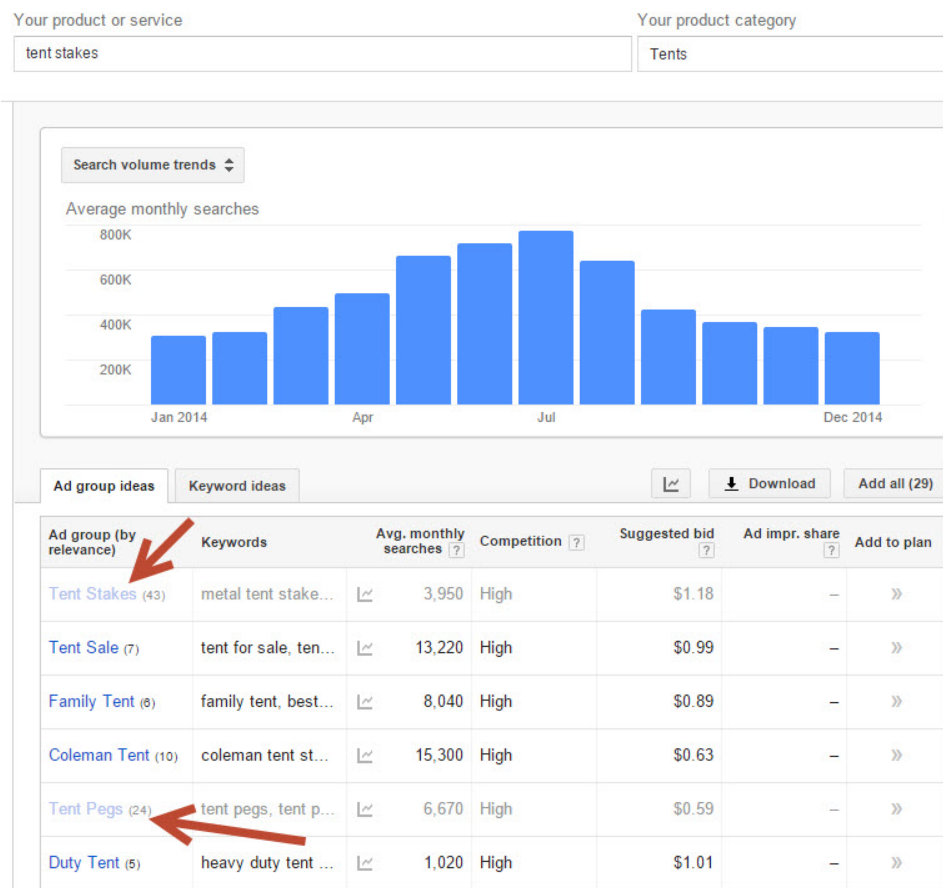 Your product or service
Your product category
tent stakes
Tents
Search volume trends
Average monthly searches
800K
600K
400K
200K
Jan 2014 Apr Jul Dec 2014
Ad group ideas Keyword ideas Download Add all (29)
Ad group (by relevance) Keywords Avg. monthly searches ? Competition ? Suggested bid ? Ad impr. share ? Add to plan
Tent Stakes (43) metal tent stake... 3,950 High $1.18 – »
Tent Sale (7) tent for sale, ten... 13,220 High $0.99 – »
Family Tent (6) family tent, best... 8,040 High $0.89 – »
Coleman Tent (10) coleman tent st... 15,300 High $0.63 – »
Tent Pegs (24) tent pegs, tent p... 6,670 High $0.59 – »
Duty Tent (5) heavy duty tent ... 1,020 High $1.01 – »